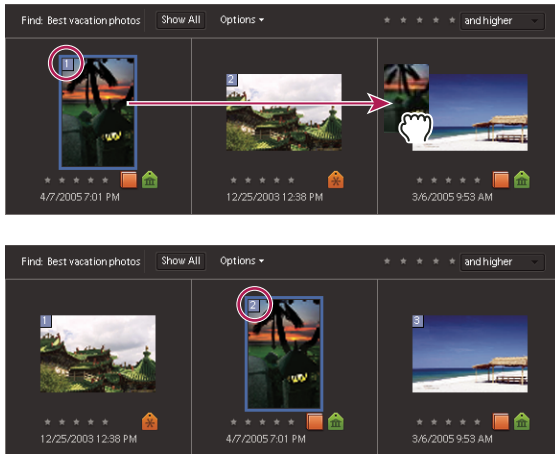 Find: Best vacation photos Show All Options and higher
1
2
4/7/2005 7:01 PM 12/25/2003 12:38 PM 3/6/2005 9:53 AM
Find: Best vacation photos Show All Options and higher
1 2 3
12/25/2003 12:38 PM 4/7/2005 7:01 PM 3/6/2005 9:53 AM